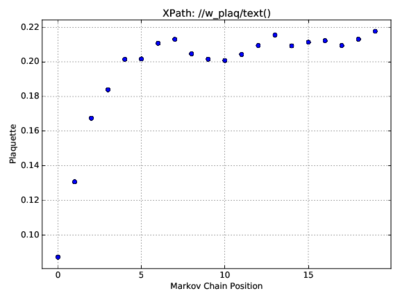 XPath: //w_plaq/text()
0.22
0.20
0.18
0.16
0.14
0.12
0.10
Plaquette
0 5 10 15
Markov Chain Position